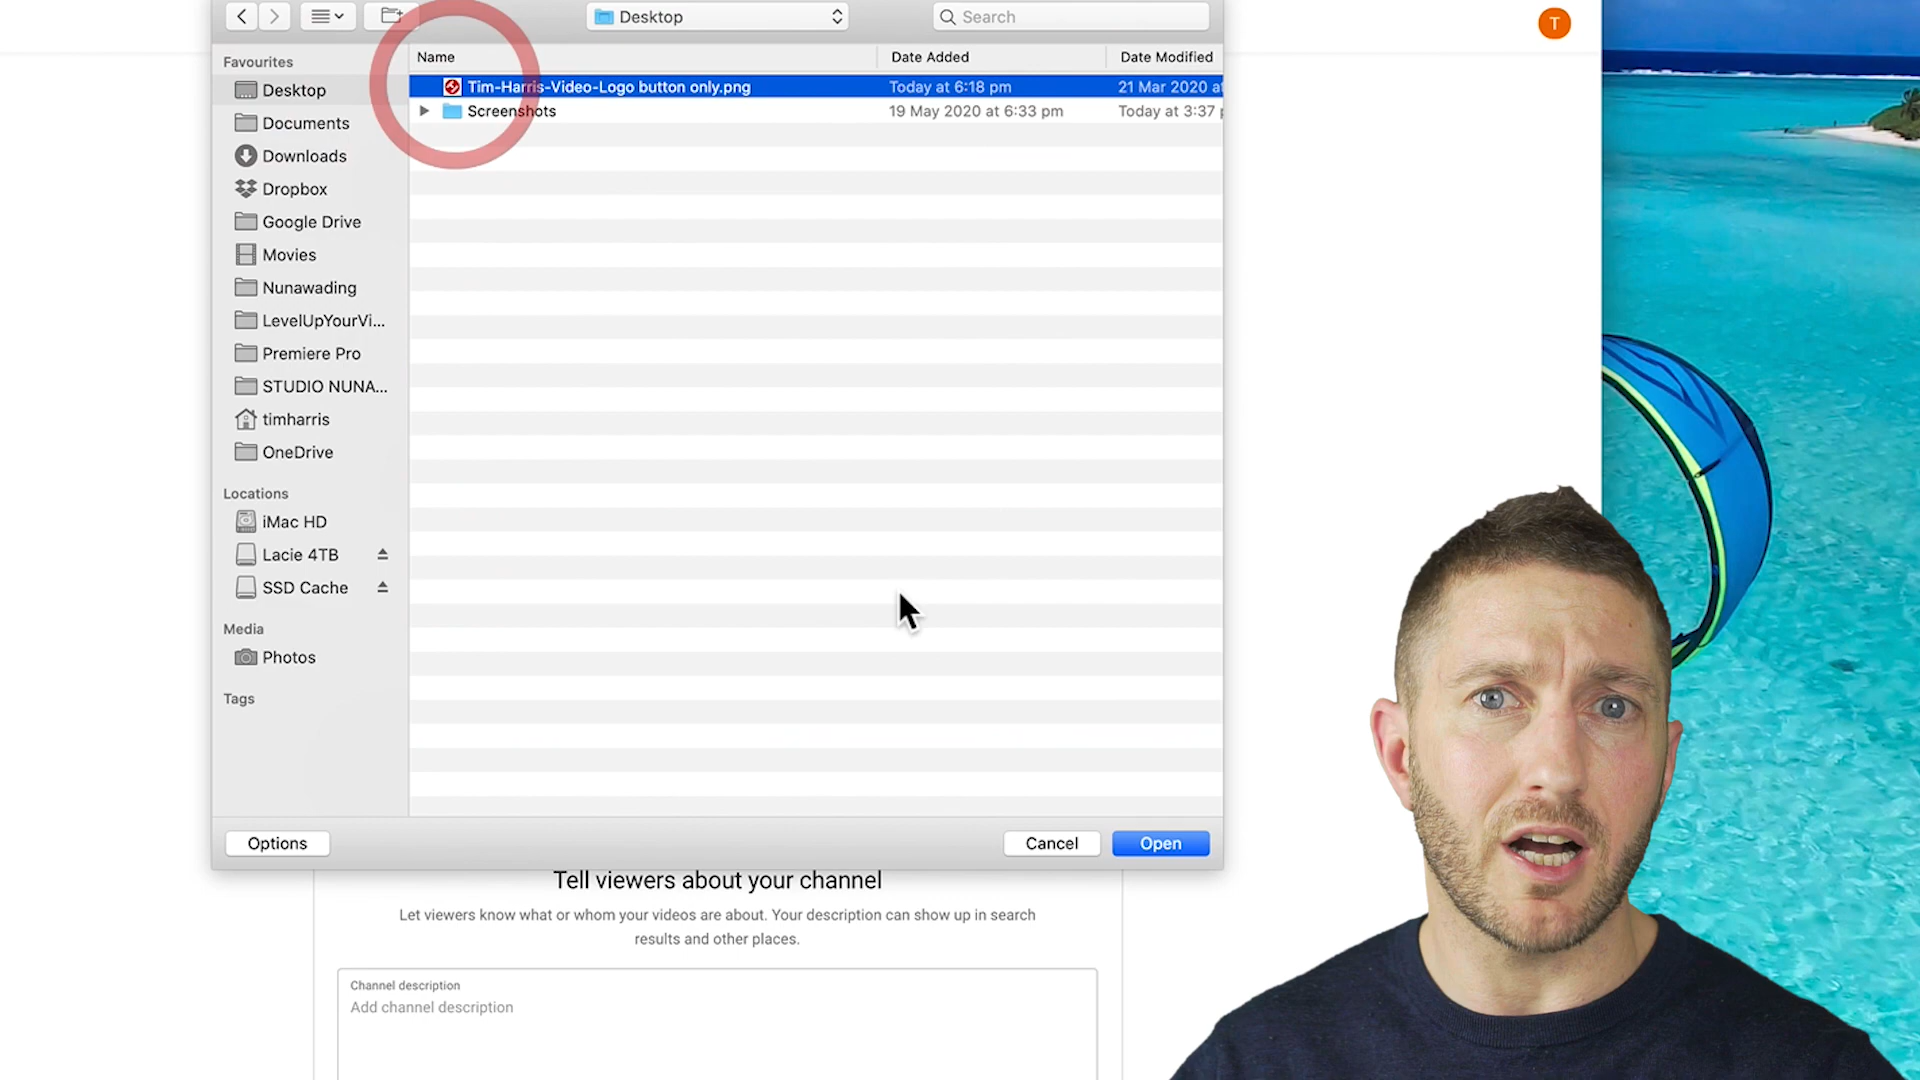 Desktop
Search
T
Favourites
Desktop
Documents
Downloads
Dropbox
Google Drive
Movies
Nunawading
LevelUpYourVi...
Premiere Pro
STUDIO NUNA...
timharris
OneDrive
Locations
iMac HD
Lacie 4TB
SSD Cache
Media
Photos
Tags
Name Date Added Date Modified
Tim-Harris-Video-Logo button only.png Today at 6:18 pm 21 Mar 2020 at
Screenshots 19 May 2020 at 6:33 pm Today at 3:37 p
Options Cancel Open
Tell viewers about your channel
Let viewers know what or whom your videos are about. Your description can show up in search
results and other places.
Channel description
Add channel description